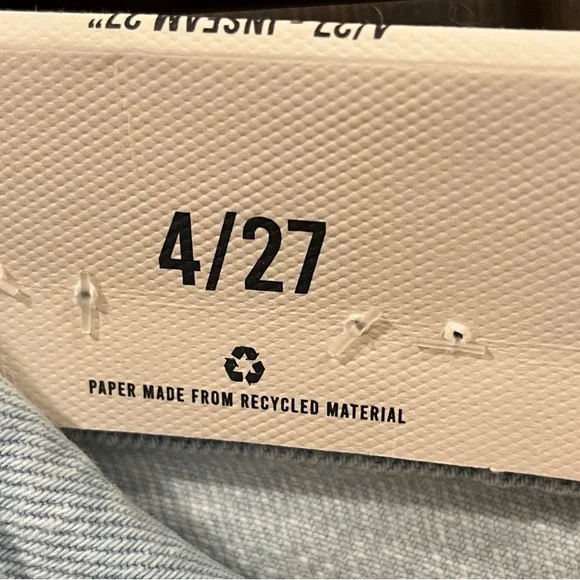 4/27 - INSEAM 27"
4/27
PAPER MADE FROM RECYCLED MATERIAL